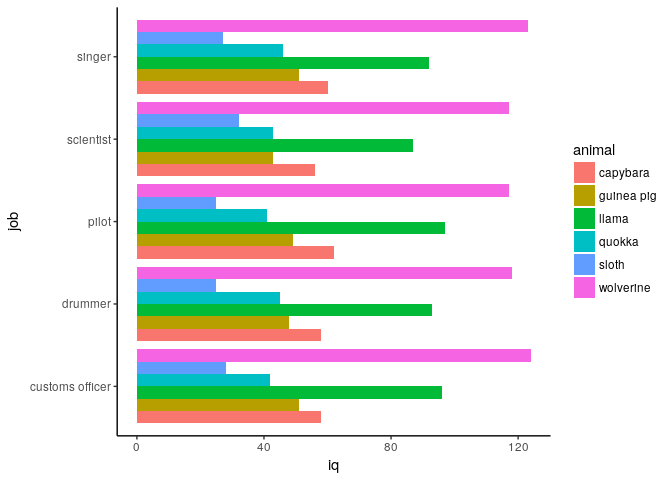 singer
scientist
pilot
drummer
customs officer
job
0 40 80 120
iq
animal
capybara
guinea pig
llama
quokka
sloth
wolverine